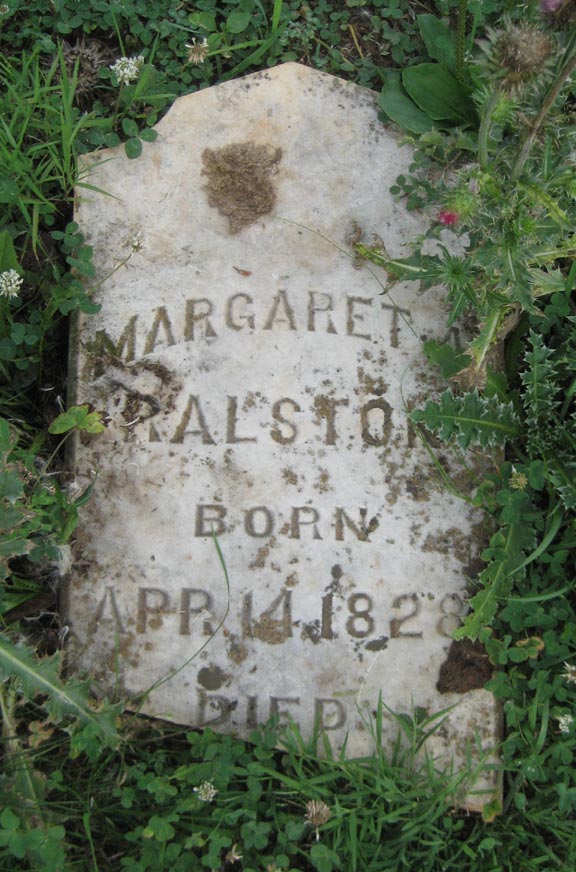 MARGARET A
RALSTON
BORN
APR 14 1828
DIED